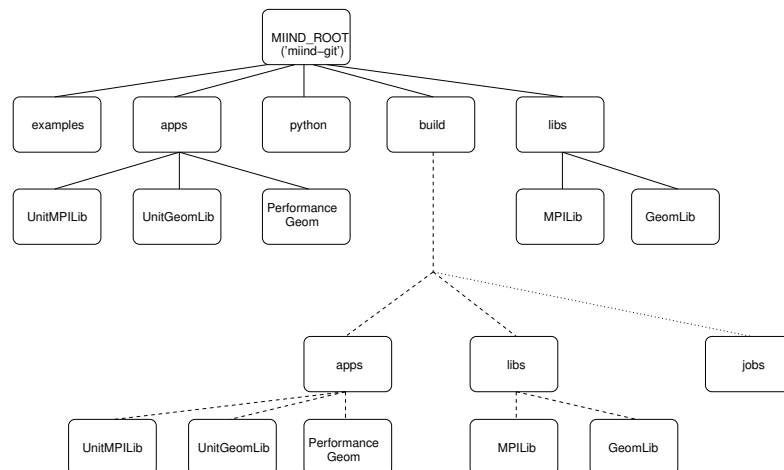 MIIND_ROOT
('miind−git')
examples
apps
python
build
libs
UnitMPILib
UnitGeomLib
Performance
Geom
MPILib
GeomLib
apps
libs
jobs
UnitMPILib
UnitGeomLib
Performance
Geom
MPILib
GeomLib